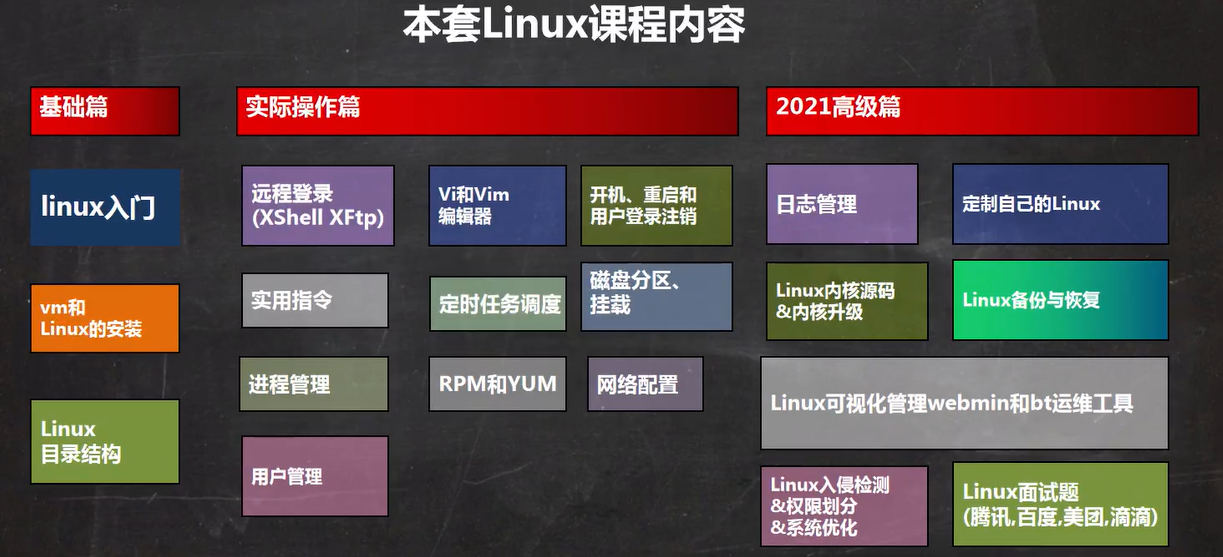 本套Linux课程内容
基础篇
实际操作篇
2021高级篇
linux入门
vm和
Linux的安装
Linux
目录结构
远程登录
(XShell XFtp)
Vi和Vim
编辑器
开机、重启和
用户登录注销
实用指令
定时任务调度
磁盘分区、
挂载
进程管理
RPM和YUM
网络配置
用户管理
日志管理
定制自己的Linux
Linux内核源码
&内核升级
Linux备份与恢复
Linux可视化管理webmin和bt运维工具
Linux入侵检测
&权限划分
&系统优化
Linux面试题
(腾讯,百度,美团,滴滴)